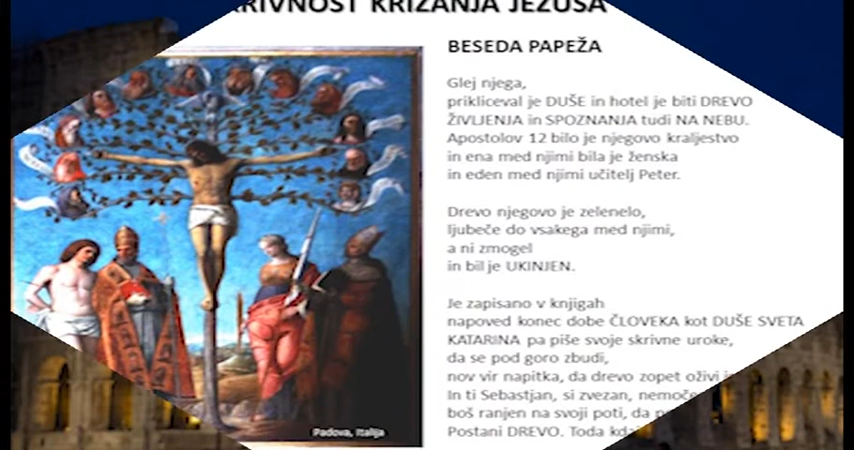 KRIVNOST KRIŽANJA JEZUSA
BESEDA PAPEŽA
Glej njega,
prikliceval je DUŠE in hotel je biti DREVO
ŽIVLJENJA in SPOZNANJA tudi NA NEBU.
Apostolov 12 bilo je njegovo kraljestvo
in ena med njimi bila je ženska
in eden med njimi učitelj Peter.
Drevo njegovo je zelenelo,
ljubeče do vsakega med njimi,
a ni zmogel
in bil je UKINJEN.
Je zapisano v knjigah
napoved konec dobe ČLOVEKA kot DUŠE SVETA
KATARINA pa piše svoje skrivne uroke,
da se pod goro zbudi,
nov vir napitka, da drevo zopet oživi
In ti Sebastjan, si zvezan,
boš ranjen na svoji poti, da
Postani DREVO. Toda
Padova, Italija